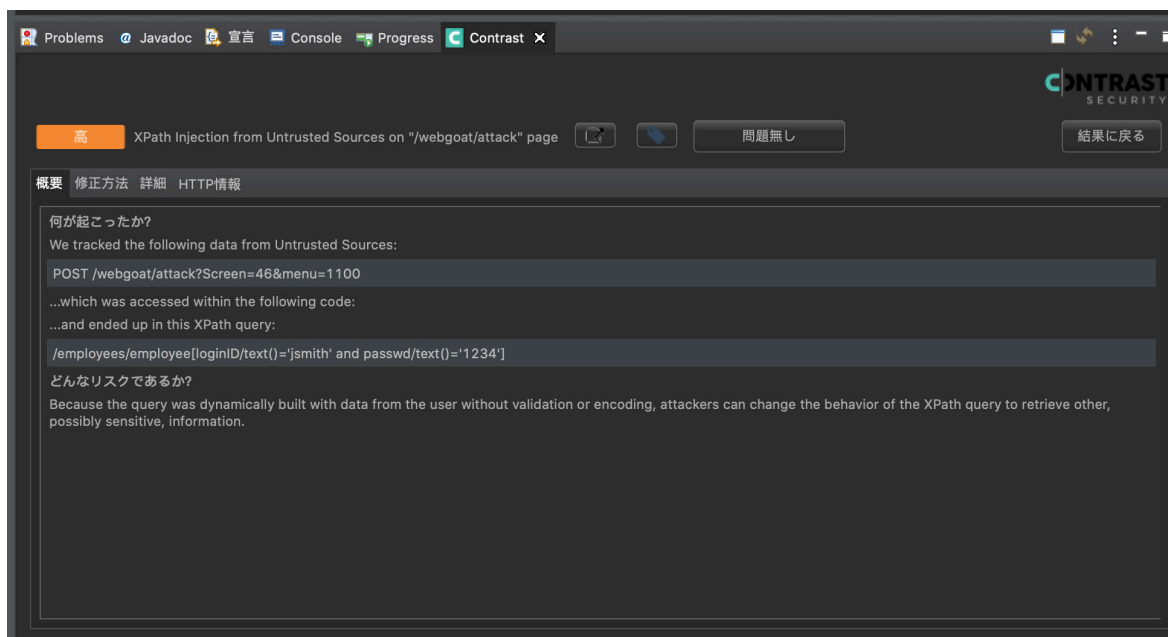 Problems @ Javadoc 宣言 Console Progress Contrast
CONTRAST
SECURITY
高 XPath Injection from Untrusted Sources on "/webgoat/attack" page 問題無し 結果に戻る
概要 修正方法 詳細 HTTP情報
何が起こったか?
We tracked the following data from Untrusted Sources:
POST /webgoat/attack?Screen=46&menu=1100
...which was accessed within the following code:
...and ended up in this XPath query:
/employees/employee[loginID/text()='jsmith' and passwd/text()='1234']
どんなリスクであるか?
Because the query was dynamically built with data from the user without validation or encoding, attackers can change the behavior of the XPath query to retrieve other,
possibly sensitive, information.